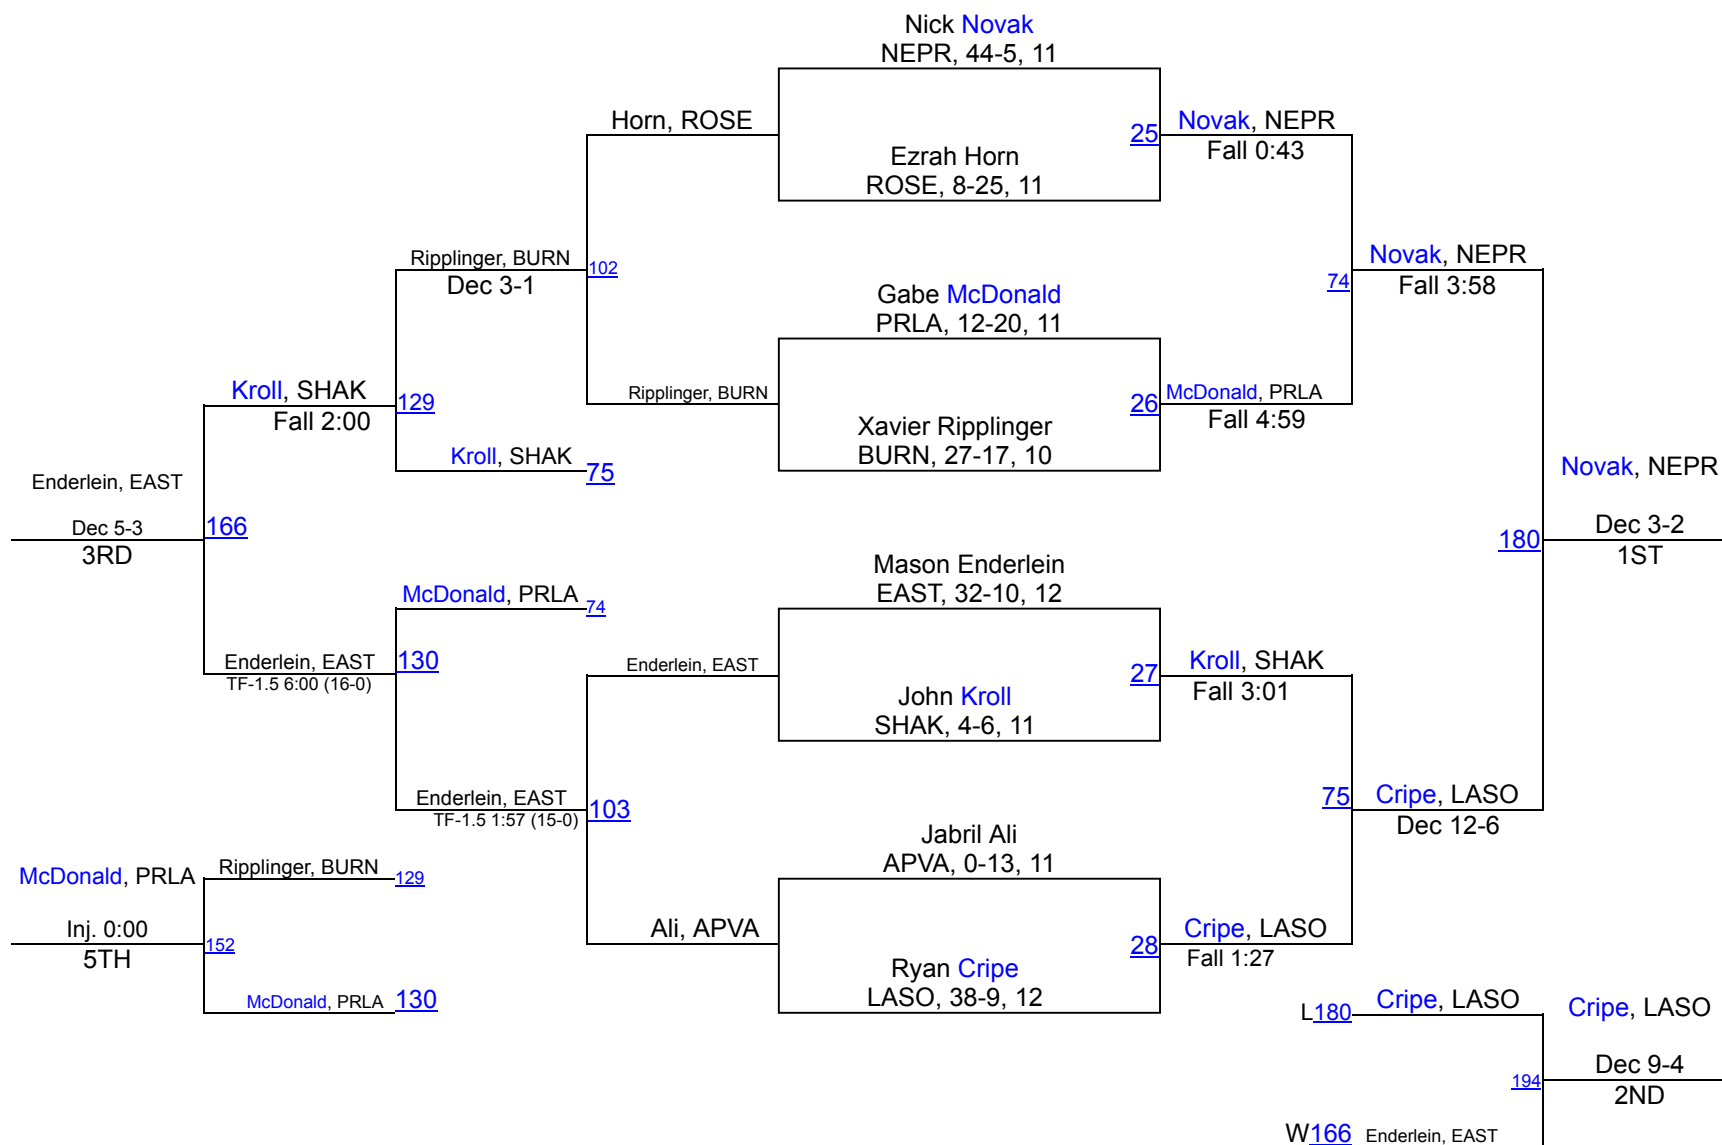 Nick Novak
NEPR, 44-5, 11
Horn, ROSE
25
Novak, NEPR
Fall 0:43
Ezrah Horn
ROSE, 8-25, 11
Ripplinger, BURN
Dec 3-1
102
Novak, NEPR
Fall 3:58
74
Gabe McDonald
PRLA, 12-20, 11
Kroll, SHAK
Fall 2:00
129
Ripplinger, BURN
26
McDonald, PRLA
Fall 4:59
Xavier Ripplinger
BURN, 27-17, 10
Kroll, SHAK
75
Enderlein, EAST
Dec 5-3
3RD
166
Novak, NEPR
Dec 3-2
1ST
180
Mason Enderlein
EAST, 32-10, 12
McDonald, PRLA
74
Enderlein, EAST
TF-1.5 6:00 (16-0)
130
Enderlein, EAST
27
Kroll, SHAK
Fall 3:01
John Kroll
SHAK, 4-6, 11
Enderlein, EAST
TF-1.5 1:57 (15-0)
103
75
Cripe, LASO
Dec 12-6
Jabril Ali
APVA, 0-13, 11
McDonald, PRLA
Inj. 0:00
5TH
Ripplinger, BURN
129
152
McDonald, PRLA
130
Ali, APVA
28
Cripe, LASO
Fall 1:27
Ryan Cripe
LASO, 38-9, 12
L180
Cripe, LASO
Cripe, LASO
Dec 9-4
2ND
194
W166
Enderlein, EAST